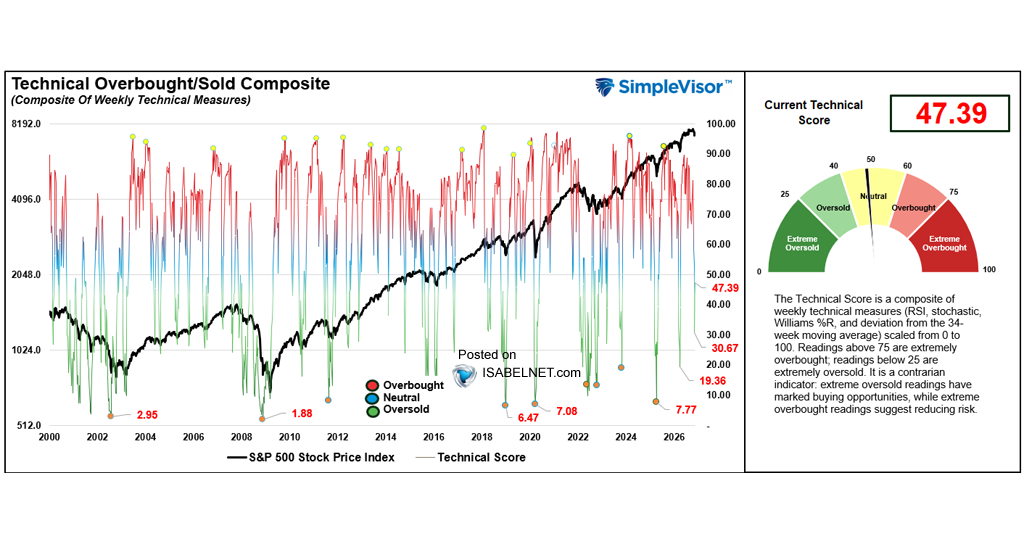 Technical Overbought/Sold Composite
(Composite Of Weekly Technical Measures)
SimpleVisor™
8192.0
4096.0
2048.0
1024.0
512.0
100.00
90.00
80.00
70.00
60.00
50.00
40.00
30.00
20.00
10.00
-
47.39
30.67
19.36
2.95
1.88
6.47
7.08
7.77
Posted on
ISABELNET.com
Overbought
Neutral
Oversold
2000 2002 2004 2006 2008 2010 2012 2014 2016 2018 2020 2022 2024 2026
S&P 500 Stock Price Index
Technical Score
Current Technical
Score
47.39
0
25
40
50
60
75
100
Extreme
Oversold
Oversold
Neutral
Overbought
Extreme
Overbought
The Technical Score is a composite of
weekly technical measures (RSI, stochastic,
Williams %R, and deviation from the 34-
week moving average) scaled from 0 to
100. Readings above 75 are extremely
overbought; readings below 25 are
extremely oversold. It is a contrarian
indicator: extreme oversold readings have
marked buying opportunities, while extreme
overbought readings suggest reducing risk.